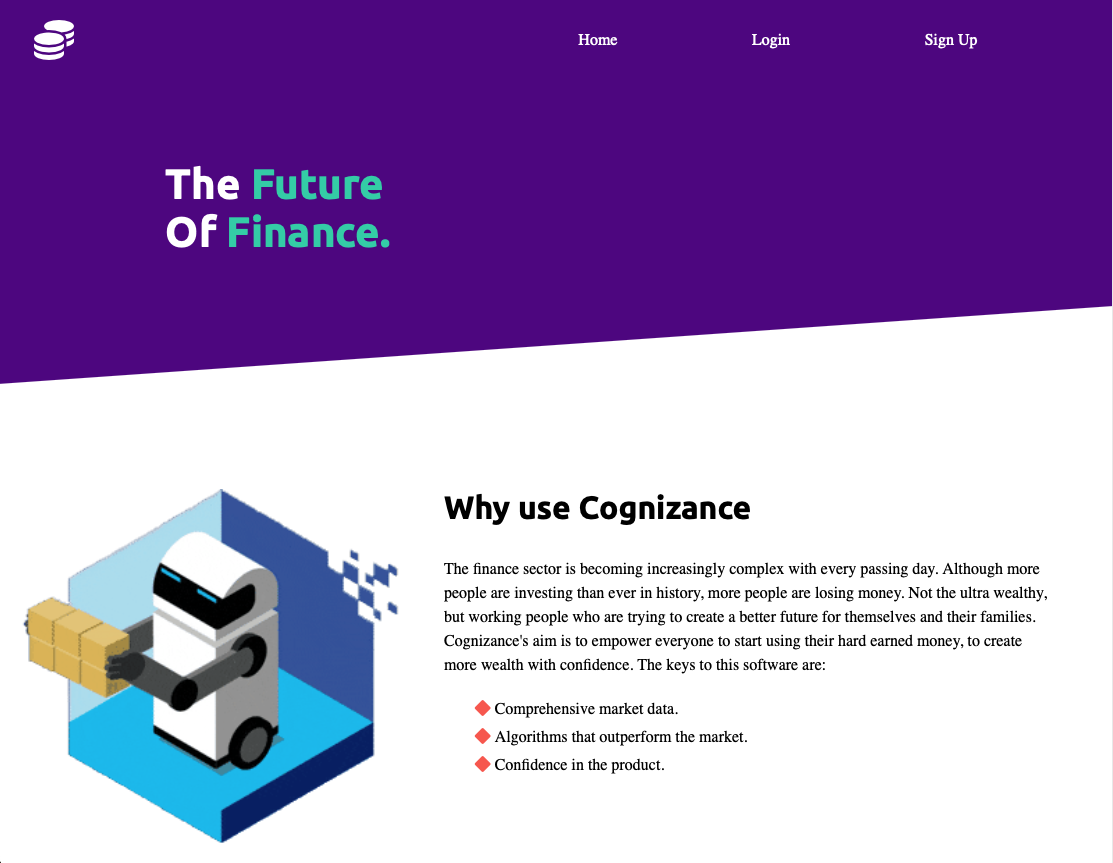 Home
Login
Sign Up
The Future
Of Finance.
Why use Cognizance
The finance sector is becoming increasingly complex with every passing day. Although more
people are investing than ever in history, more people are losing money. Not the ultra wealthy,
but working people who are trying to create a better future for themselves and their families.
Cognizance's aim is to empower everyone to start using their hard earned money, to create
more wealth with confidence. The keys to this software are:
Comprehensive market data.
Algorithms that outperform the market.
Confidence in the product.